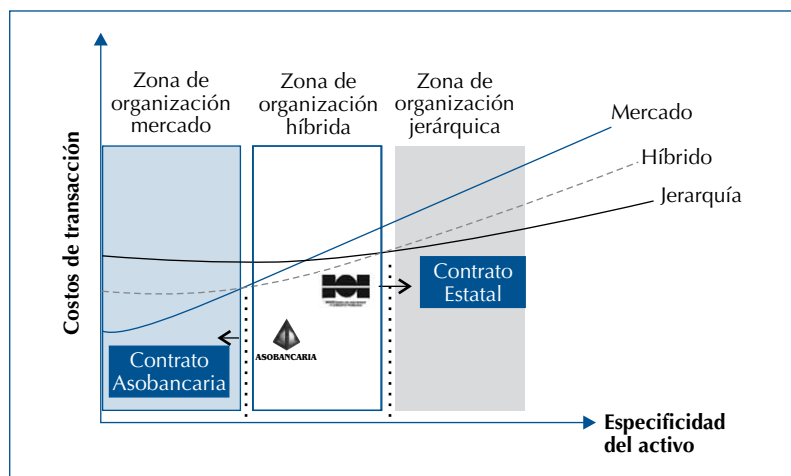 Zona de
organización
mercado
Zona de
organización
híbrida
Zona de
organización
jerárquica
Mercado
Híbrido
Jerarquía
Costos de transacción
Contrato
Estatal
ASOBANCARIA
Contrato
Asobancaria
Especificidad
del activo